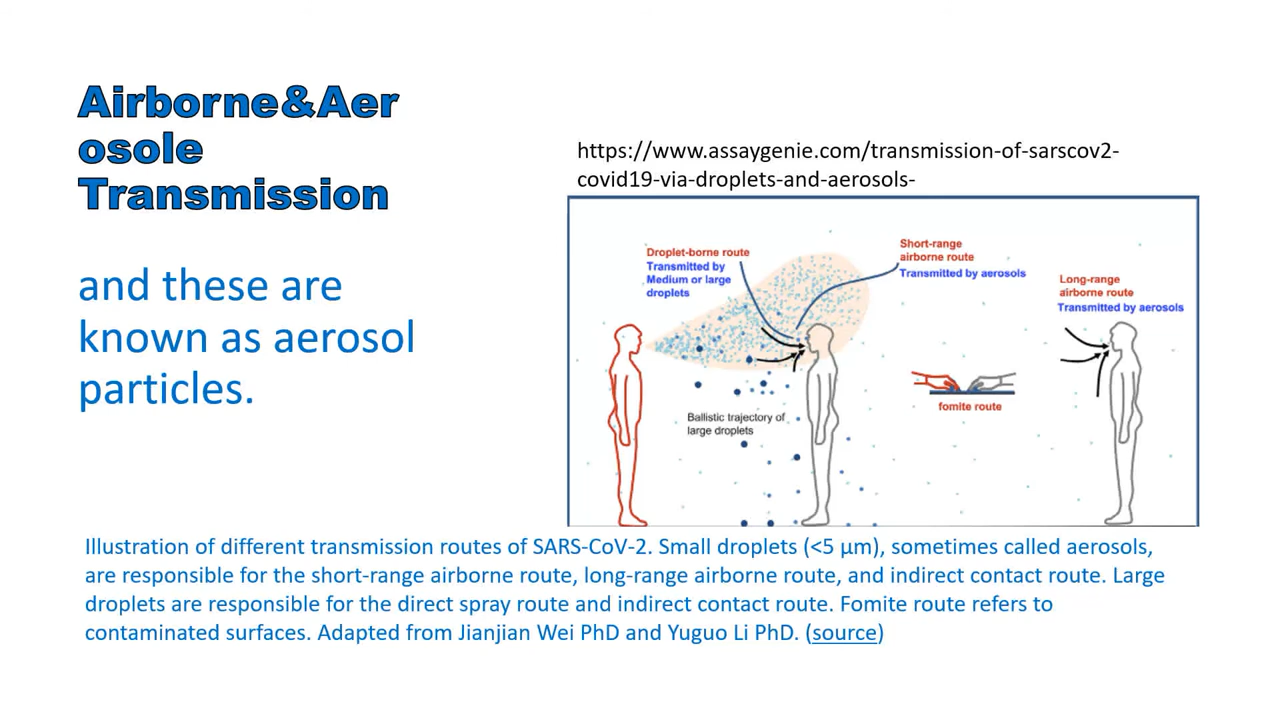 Airborne&Aer
osole
Transmission
and these are
known as aerosol
particles.
https://www.assaygenie.com/transmission-of-sarscov2-
covid19-via-droplets-and-aerosols-
Droplet-borne route
Transmitted by
Medium or large
droplets
Short-range
airborne route
Transmitted by aerosols
Long-range
airborne route
Transmitted by aerosols
fomite route
Ballistic trajectory of
large droplets
Illustration of different transmission routes of SARS-CoV-2. Small droplets (<5 μm), sometimes called aerosols,
are responsible for the short-range airborne route, long-range airborne route, and indirect contact route. Large
droplets are responsible for the direct spray route and indirect contact route. Fomite route refers to
contaminated surfaces. Adapted from Jianjian Wei PhD and Yuguo Li PhD. (source)